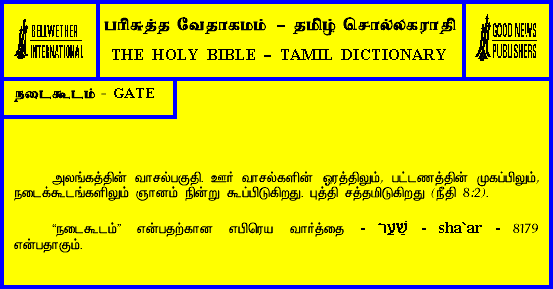 BELLWETHER
INTERNATIONAL
பரிசுத்த வேதாகமம் – தமிழ் சொல்லகராதி
THE HOLY BIBLE – TAMIL DICTIONARY
GOOD NEWS
PUBLISHERS
நடைகூடம் - GATE
அலங்கத்தின் வாசல்பகுதி. ஊர் வாசல்களின் ஓரத்திலும், பட்டணத்தின் முகப்பிலும்,
நடைக்கூடங்களிலும் ஞானம் நின்று கூப்பிடுகிறது. புத்தி சத்தமிடுகிறது (நீதி 8:2).
“நடைகூடம்” என்பதற்கான எபிரெய வார்த்தை - שַׁעַר - sha`ar - 8179
என்பதாகும்.